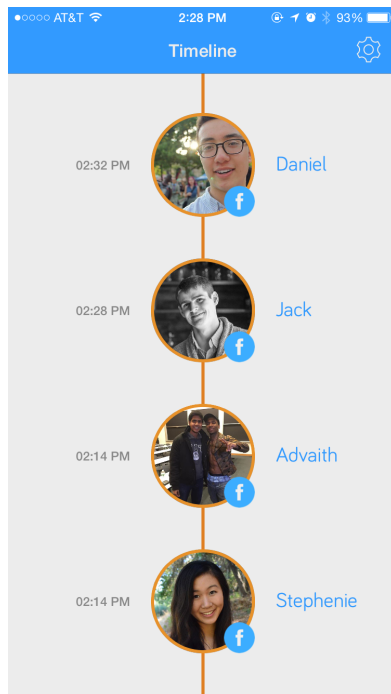 AT&T 2:28 PM 93%
Timeline
02:32 PM Daniel
f
02:28 PM Jack
f
02:14 PM Advaith
f
02:14 PM Stephenie
f